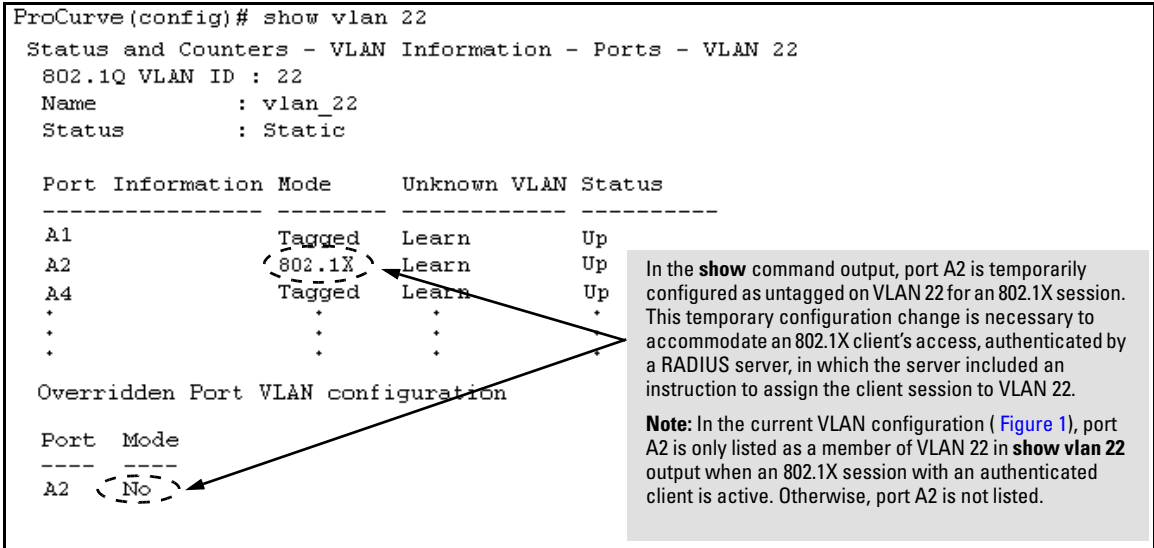 ProCurve(config)# show vlan 22
Status and Counters - VLAN Information - Ports - VLAN 22
802.1Q VLAN ID : 22
Name : vlan_22
Status : Static
Port Information Mode Unknown VLAN Status
---------------- -------- ------------ ----------
A1 Tagged Learn Up
A2 802.1X Learn Up
A4 Tagged Learn Up
. . . .
. . . .
. . . .
Overridden Port VLAN configuration
Port Mode
---- ----
A2 No
In the show command output, port A2 is temporarily
configured as untagged on VLAN 22 for an 802.1X session.
This temporary configuration change is necessary to
accommodate an 802.1X client's access, authenticated by
a RADIUS server, in which the server included an
instruction to assign the client session to VLAN 22.
Note: In the current VLAN configuration ( Figure 1), port
A2 is only listed as a member of VLAN 22 in show vlan 22
output when an 802.1X session with an authenticated
client is active. Otherwise, port A2 is not listed.